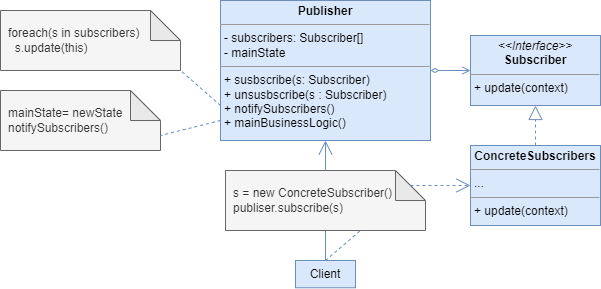 foreach(s in subscribers)
s.update(this)
mainState= newState
notifySubscribers()
Publisher
- subscribers: Subscriber[]
- mainState
+ susbscribe(s: Subscriber)
+ unsusbscribe(s : Subscriber)
+ notifySubscribers()
+ mainBusinessLogic()
<<Interface>>
Subscriber
+ update(context)
ConcreteSubscribers
...
+ update(context)
s = new ConcreteSubscriber()
publiser.subscribe(s)
Client